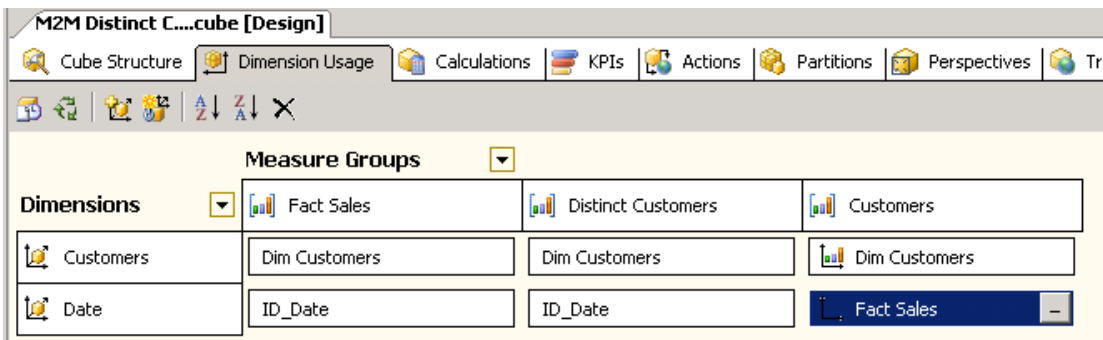 M2M Distinct C....cube [Design]
Cube Structure Dimension Usage Calculations KPIs Actions Partitions Perspectives Tr
Measure Groups
Dimensions Fact Sales Distinct Customers Customers
Customers Dim Customers Dim Customers Dim Customers
Date ID_Date ID_Date Fact Sales